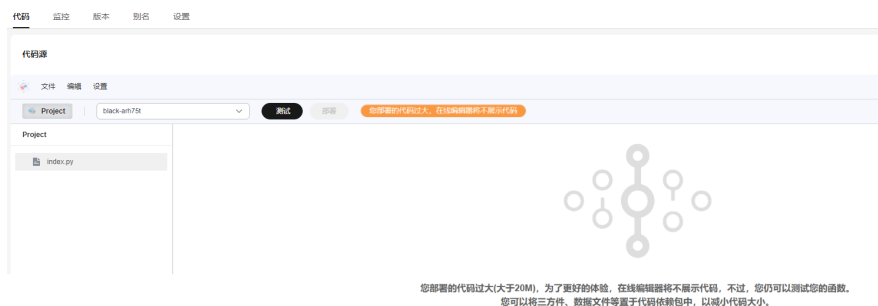 代码 监控 版本 别名 设置
代码源
文件 编辑 设置
Project black-arh75t 测试 部署 您部署的代码过大，在线编辑器将不展示代码
Project
index.py
您部署的代码过大(大于20M)，为了更好的体验，在线编辑器将不展示代码，不过，您仍可以测试您的函数。
您可以将三方件、数据文件等置于代码依赖包中，以减小代码大小。